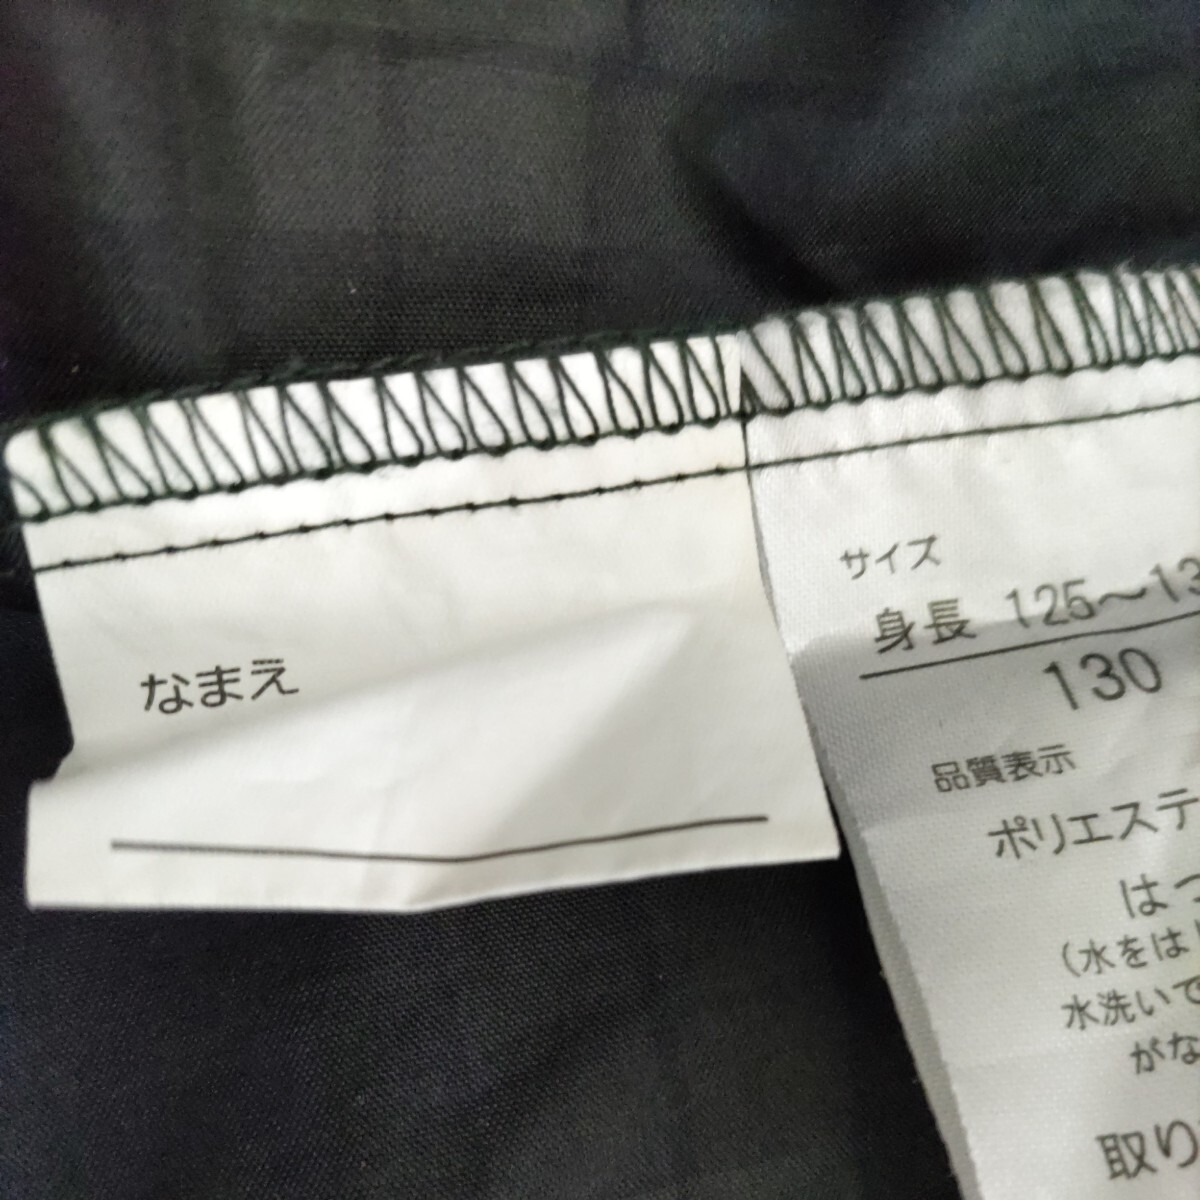 なまえ
サイズ
身長 125～13
130
品質表示
ポリエステ
はつ
(水をは
水洗いで
がな
取り